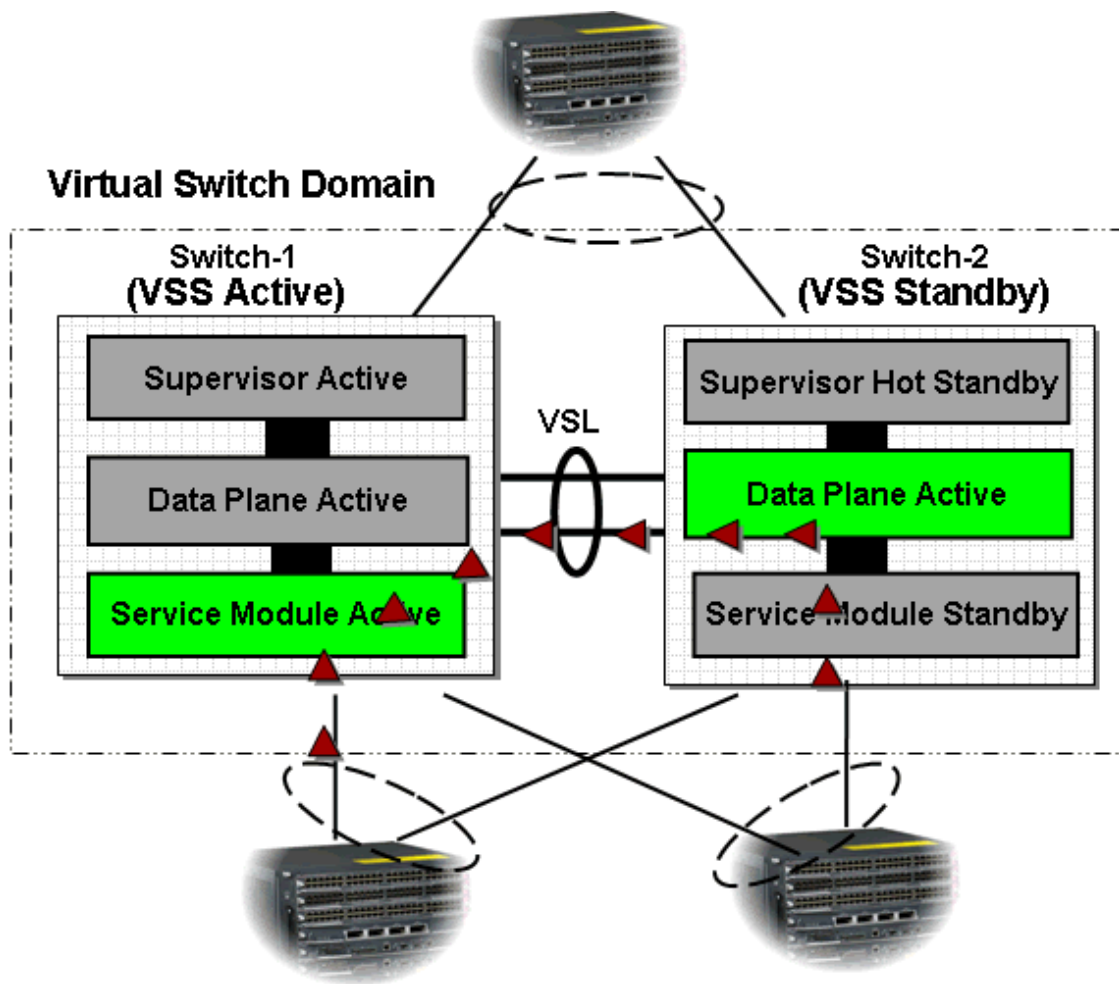 Virtual Switch Domain
Switch-1
(VSS Active)
Switch-2
(VSS Standby)
Supervisor Active
Data Plane Active
Service Module Active
VSL
Supervisor Hot Standby
Data Plane Active
Service Module Standby